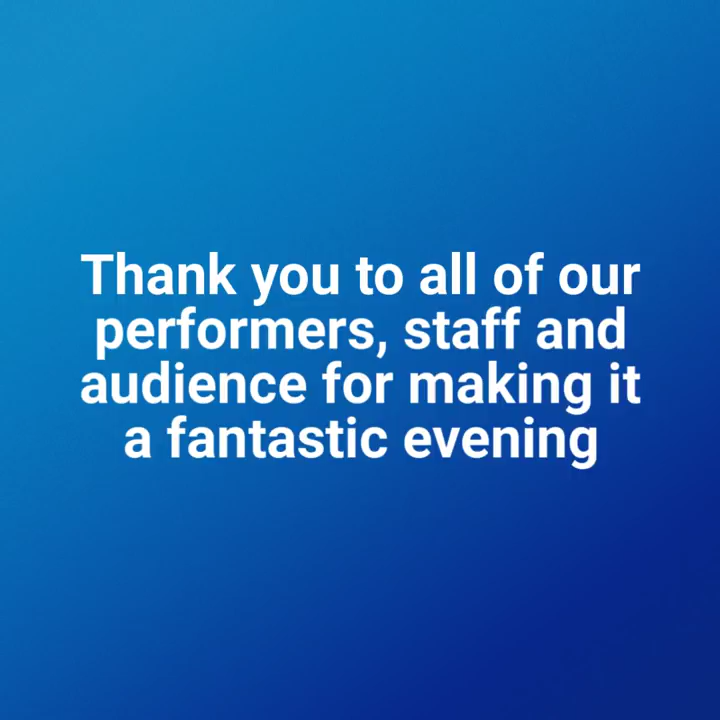 Thank you to all of our
performers, staff and
audience for making it
a fantastic evening